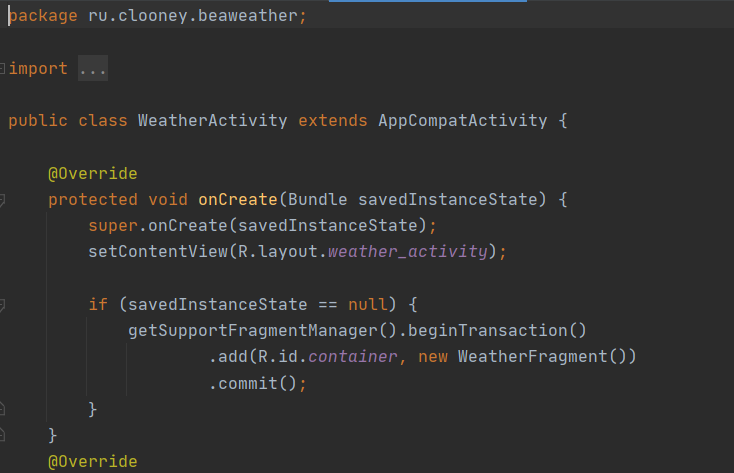 package ru.clooney.beaweather;
import ...
public class WeatherActivity extends AppCompatActivity {
@Override
protected void onCreate(Bundle savedInstanceState) {
super.onCreate(savedInstanceState);
setContentView(R.layout.weather_activity);
if (savedInstanceState == null) {
getSupportFragmentManager().beginTransaction()
.add(R.id.container, new WeatherFragment())
.commit();
}
}
@Override